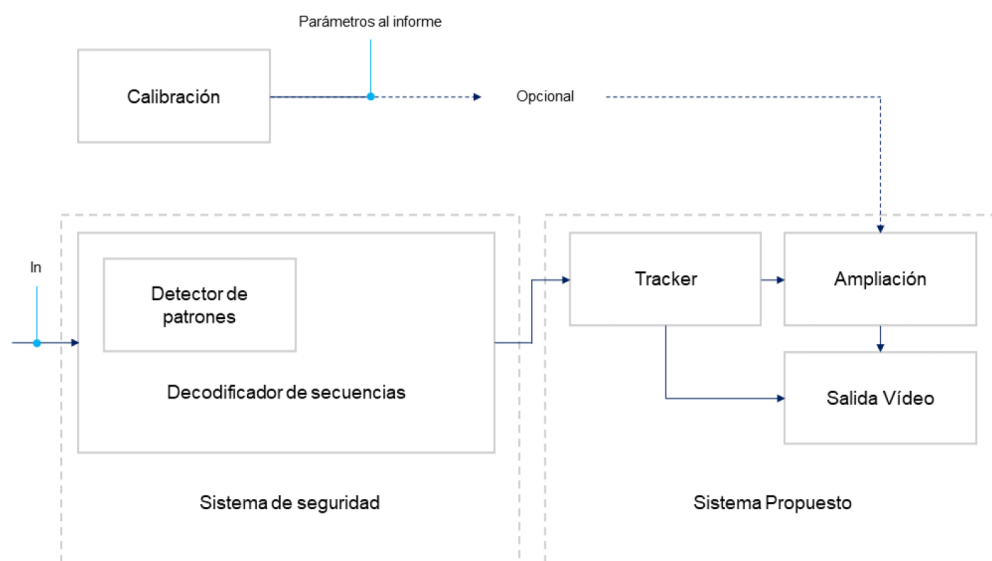 Parámetros al informe
Calibración
Opcional
In
Detector de
patrones
Decodificador de secuencias
Tracker
Ampliación
Salida Vídeo
Sistema de seguridad
Sistema Propuesto